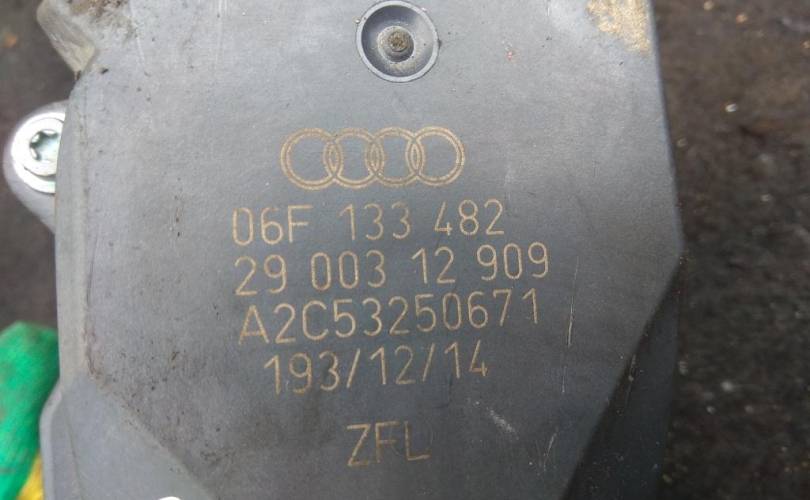 06F 133 482
29 003 12 909
A2C53250671
193/12/14
ZFL